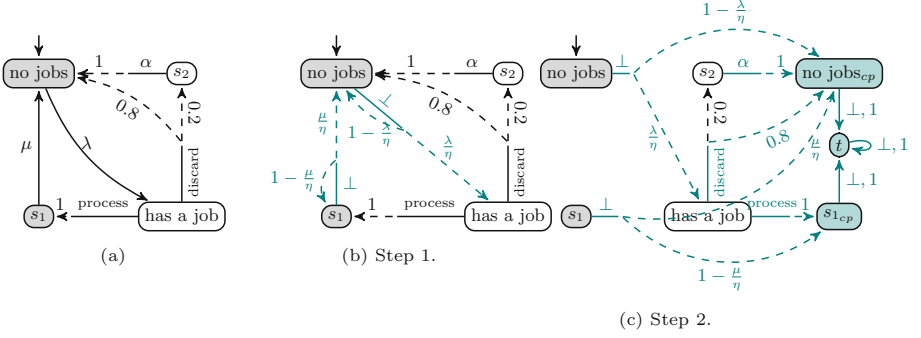 no jobs
1
α
s₂
0.8
0.2
μ
λ
discard
s₁
1
process
has a job
(a)
no jobs
1
α
s₂
⊥
0.8
0.2
μ/η
1 − λ/η
λ/η
1 − μ/η
⊥
discard
s₁
1
process
has a job
(b) Step 1.
1 − λ/η
no jobs
⊥
s₂
α
1
no jobs_cp
0.2
⊥, 1
λ/η
0.8
μ/η
t
⊥, 1
discard
⊥, 1
s₁
⊥
has a job
process
1
s₁_cp
1 − μ/η
(c) Step 2.